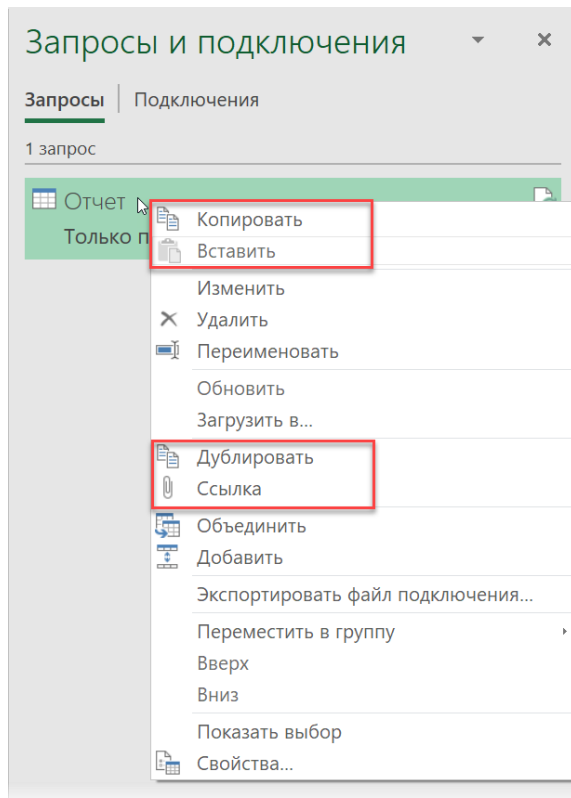 Запросы и подключения
Запросы Подключения
1 запрос
Отчет
Только п
Копировать
Вставить
Изменить
Удалить
Переименовать
Обновить
Загрузить в...
Дублировать
Ссылка
Объединить
Добавить
Экспортировать файл подключения...
Переместить в группу
Вверх
Вниз
Показать выбор
Свойства...